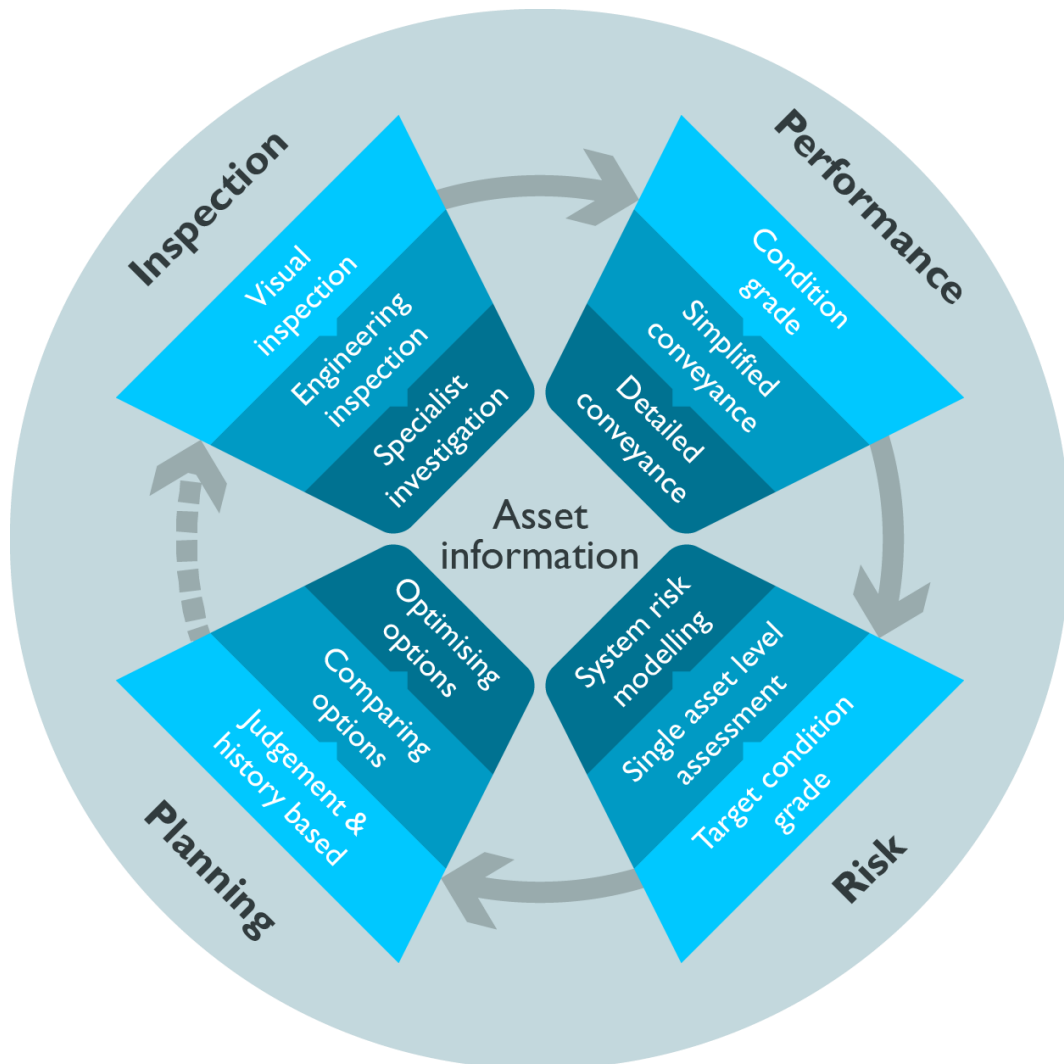 Inspection
Visual
inspection
Engineering
inspection
Specialist
investigation
Performance
Condition
grade
Simplified
conveyance
Detailed
conveyance
Asset
information
Optimising
options
Comparing
options
Judgement &
history based
Planning
System risk
modelling
Single asset level
assessment
Target condition
grade
Risk